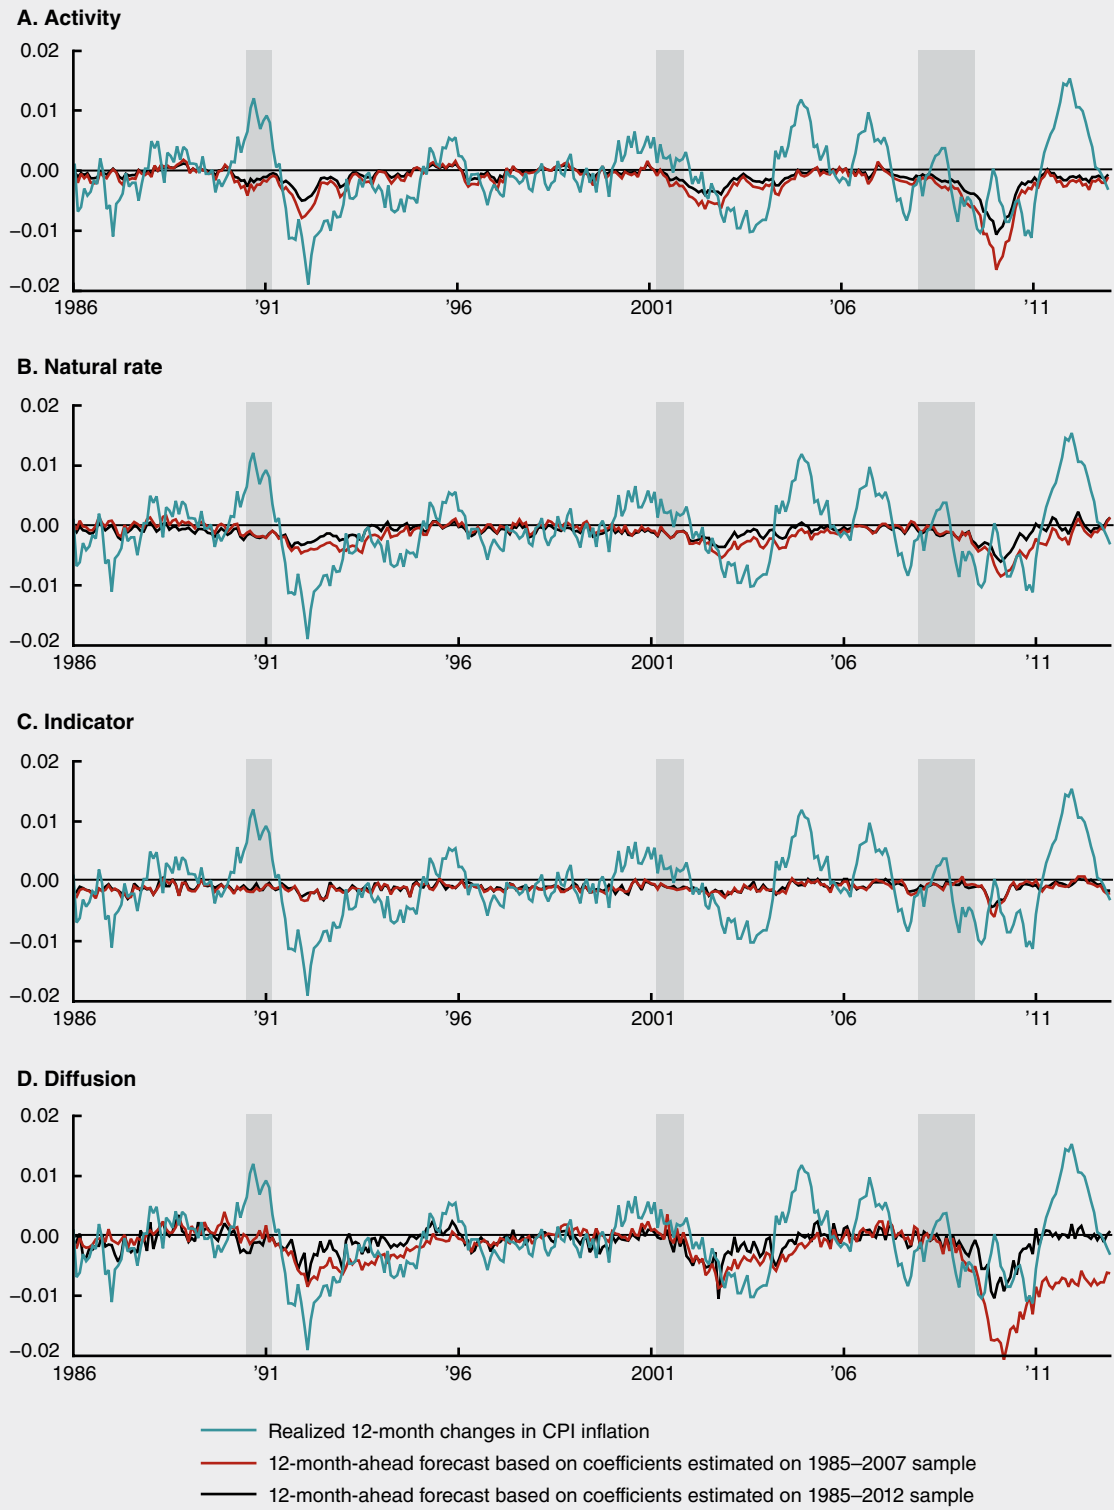 A. Activity
0.02
0.01
0.00
−0.01
−0.02
1986 ’91 ’96 2001 ’06 ’11
B. Natural rate
0.02
0.01
0.00
−0.01
−0.02
1986 ’91 ’96 2001 ’06 ’11
C. Indicator
0.02
0.01
0.00
−0.01
−0.02
1986 ’91 ’96 2001 ’06 ’11
D. Diffusion
0.02
0.01
0.00
−0.01
−0.02
1986 ’91 ’96 2001 ’06 ’11
Realized 12-month changes in CPI inflation
12-month-ahead forecast based on coefficients estimated on 1985–2007 sample
12-month-ahead forecast based on coefficients estimated on 1985–2012 sample